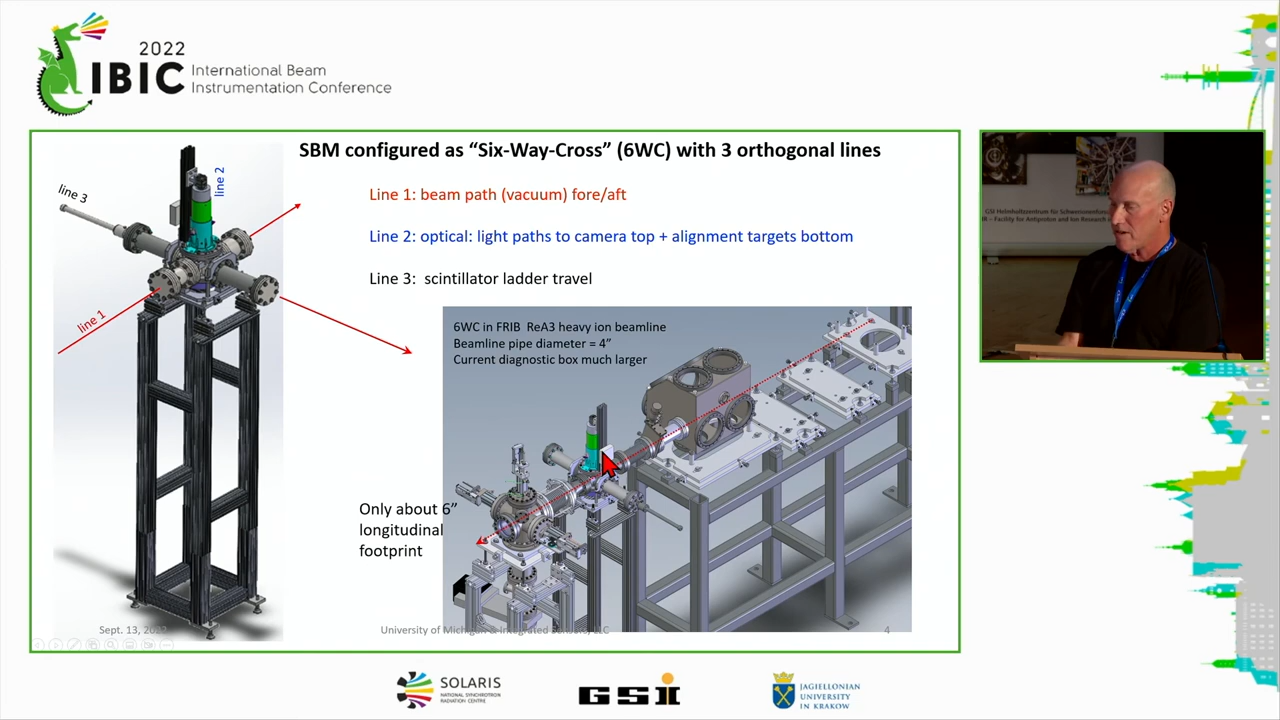 2022
IBIC
International Beam
Instrumentation Conference
SBM configured as “Six-Way-Cross” (6WC) with 3 orthogonal lines
line 3
line 2
line 1
Line 1: beam path (vacuum) fore/aft
Line 2: optical: light paths to camera top + alignment targets bottom
Line 3: scintillator ladder travel
6WC in FRIB ReA3 heavy ion beamline
Beamline pipe diameter = 4”
Current diagnostic box much larger
Only about 6”
longitudinal
footprint
Sept. 13, 2022
University of Michigan & Integrated Sensors, LLC
4
GSI Helmholtzzentrum für Schwerionenforschung
SOLARIS
NATIONAL SYNCHROTRON
RADIATION CENTRE
GSI
JAGIELLONIAN
UNIVERSITY
IN KRAKOW